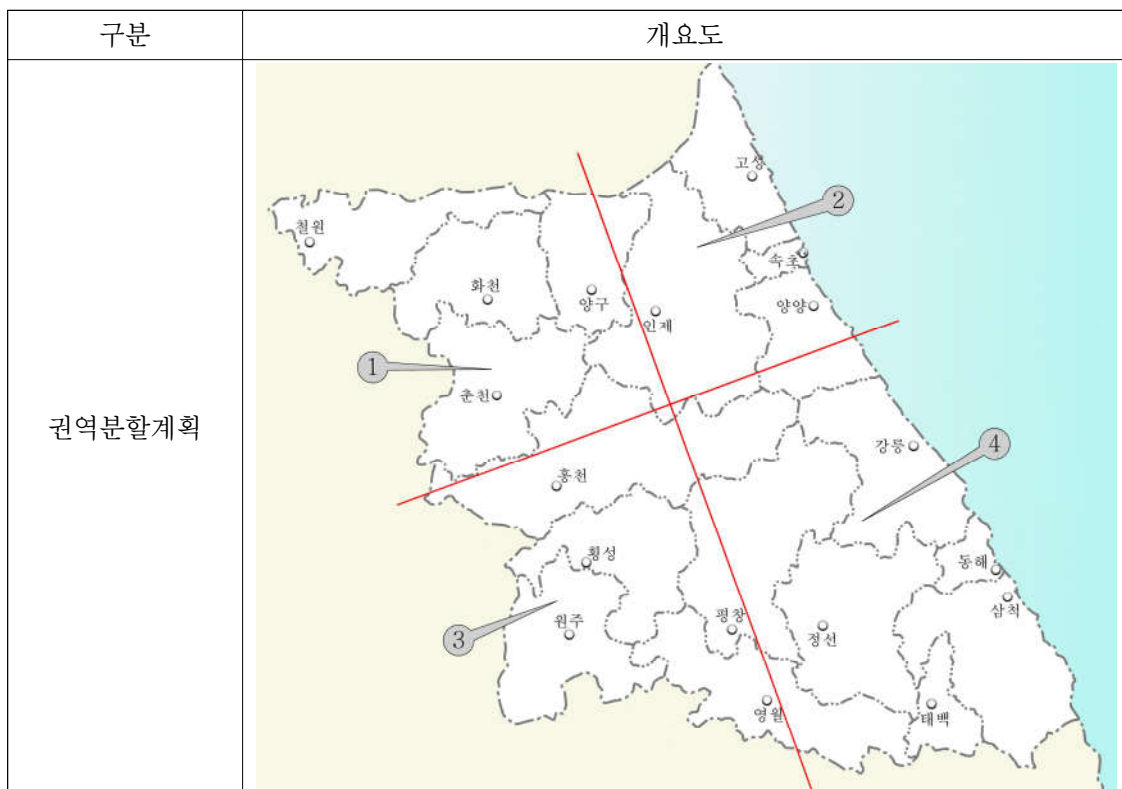 구분
개요도
권역분할계획
고성
②
철원
속초
화천
양구
양양
인제
①
춘천
강릉
④
홍천
횡성
동해
삼척
③
원주
평창
정선
영월
태백